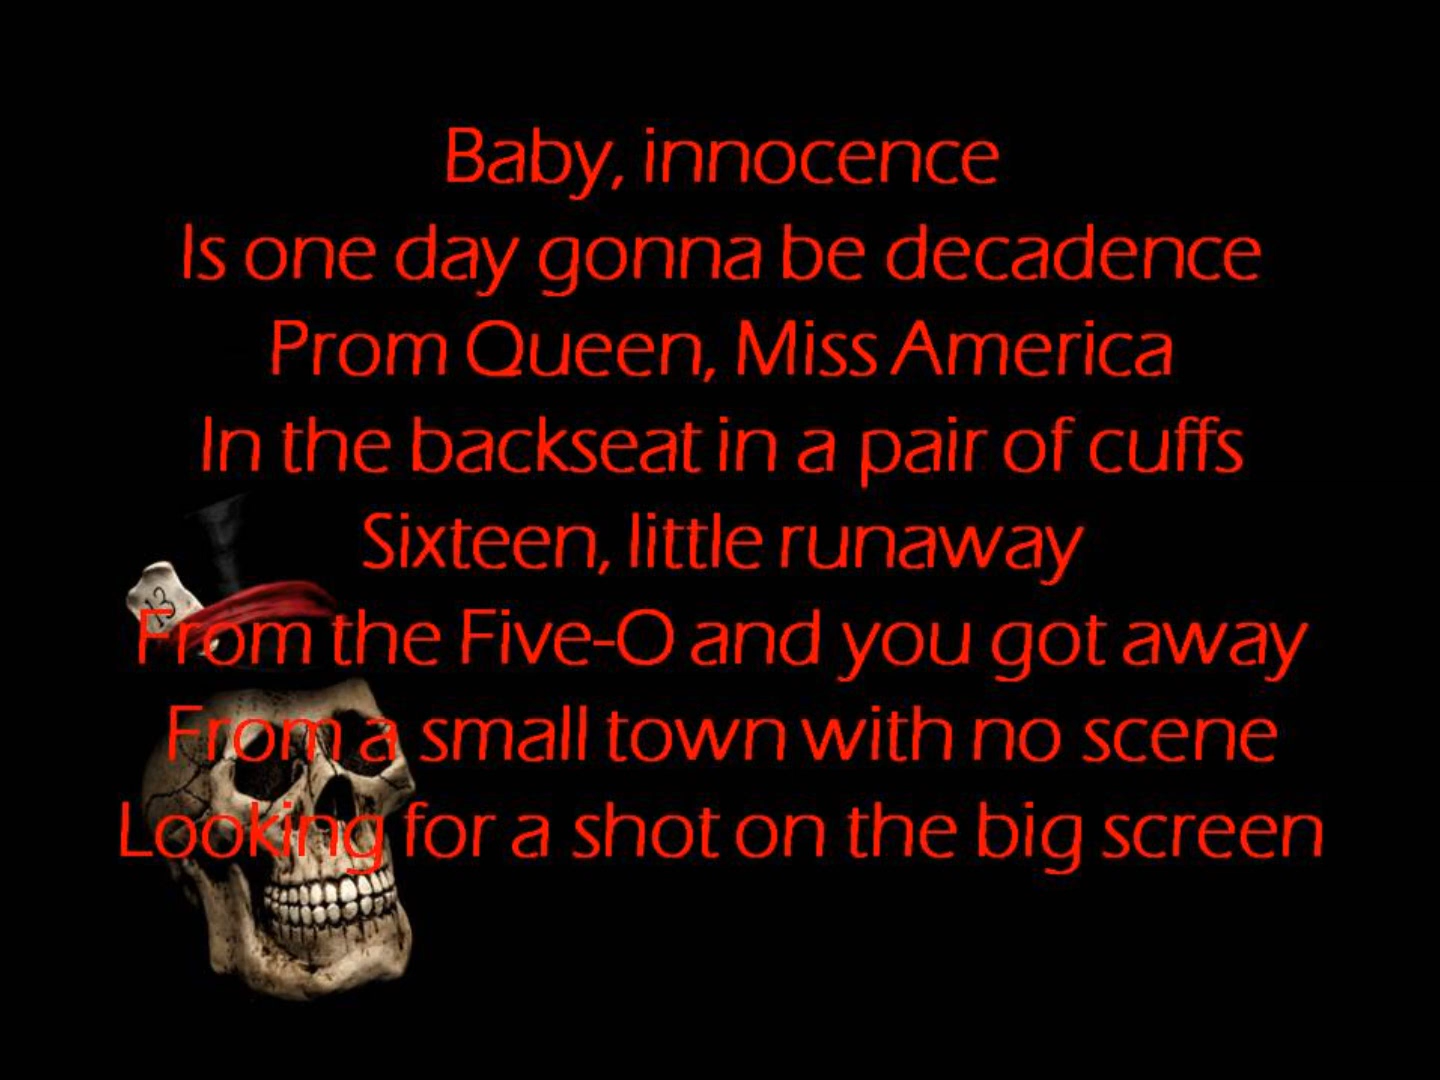 Baby, innocence
Is one day gonna be decadence
Prom Queen, Miss America
In the backseat in a pair of cuffs
Sixteen, little runaway
From the Five-O and you got away
From a small town with no scene
Looking for a shot on the big screen
13